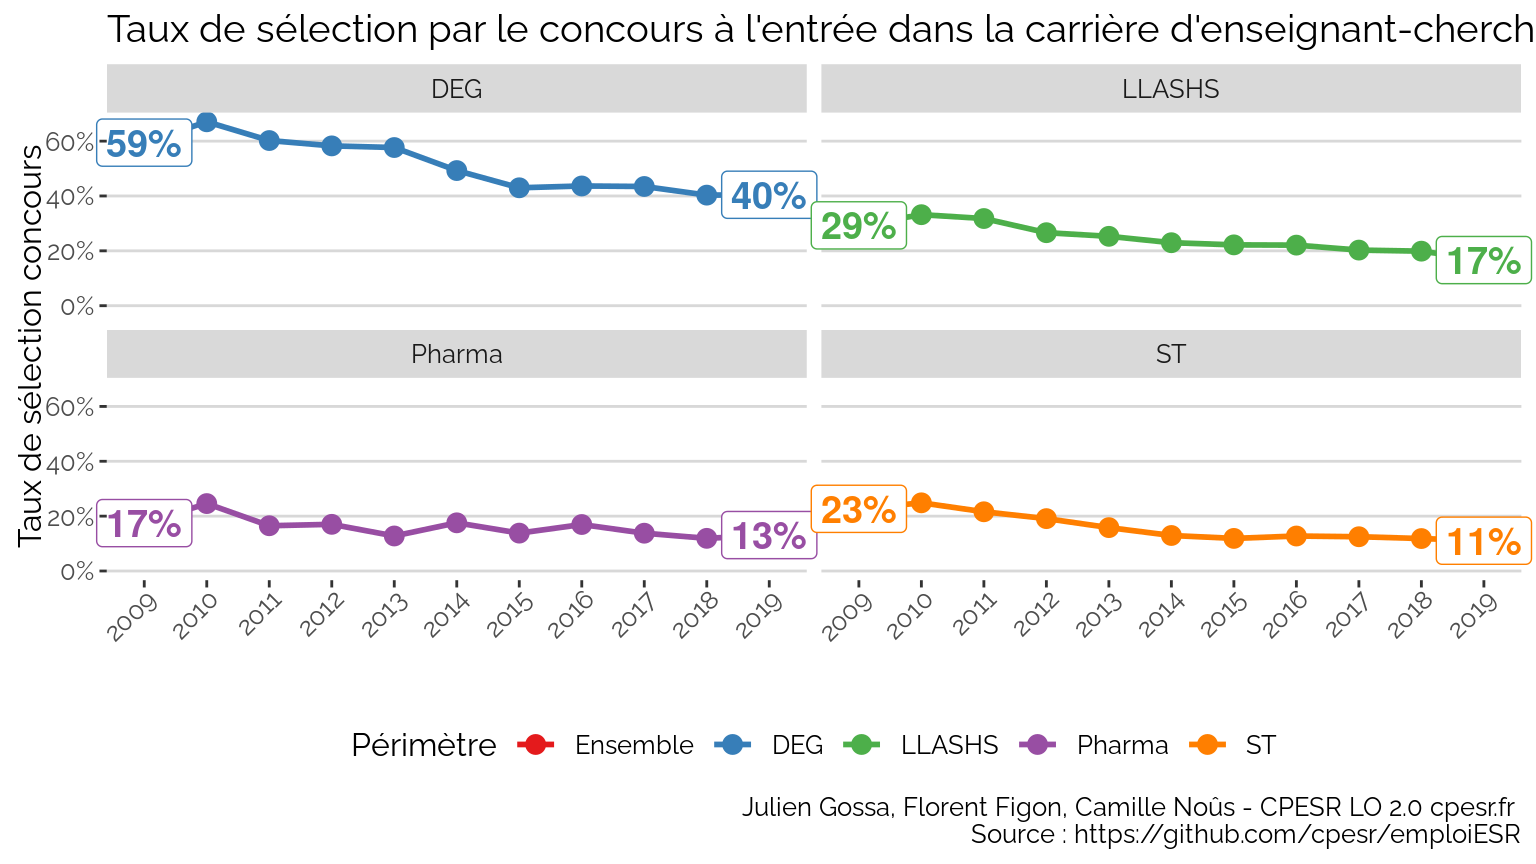 Taux de sélection par le concours à l'entrée dans la carrière d'enseignant-cherch
DEG
LLASHS
Taux de sélection concours
60%
40%
20%
0%
59%
40%
29%
17%
Pharma
ST
60%
40%
20%
0%
17%
13%
23%
11%
2009 2010 2011 2012 2013 2014 2015 2016 2017 2018 2019
2009 2010 2011 2012 2013 2014 2015 2016 2017 2018 2019
Périmètre Ensemble DEG LLASHS Pharma ST
Julien Gossa, Florent Figon, Camille Noûs - CPESR LO 2.0 cpesr.fr
Source : https://github.com/cpesr/emploiESR